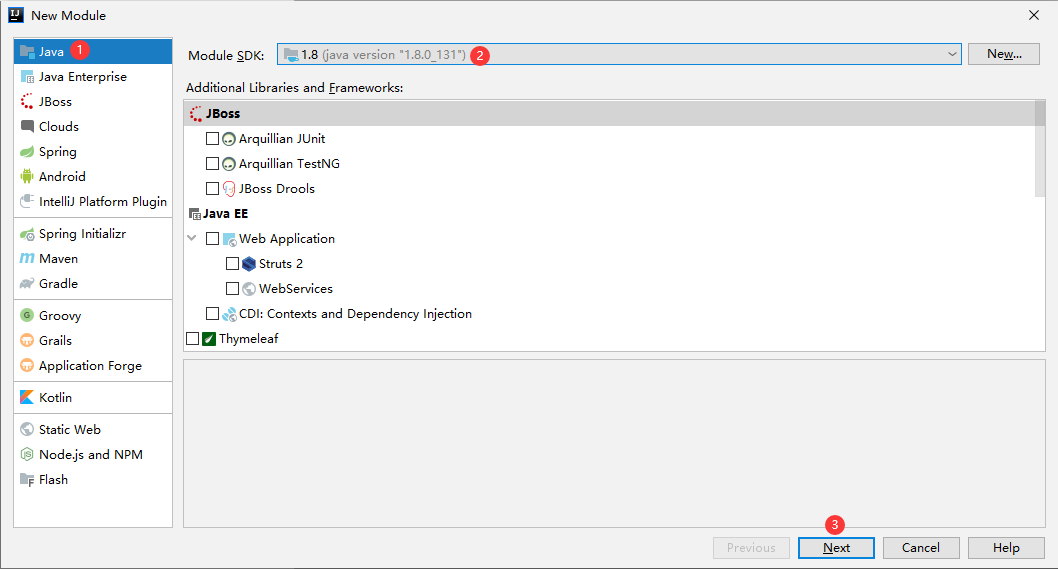 New Module
Java 1
Java Enterprise
JBoss
Clouds
Spring
Android
IntelliJ Platform Plugin
Spring Initializr
Maven
Gradle
Groovy
Grails
Application Forge
Kotlin
Static Web
Node.js and NPM
Flash
Module SDK: 1.8 (java version "1.8.0_131") 2 New...
Additional Libraries and Frameworks:
JBoss
Arquillian JUnit
Arquillian TestNG
JBoss Drools
Java EE
Web Application
Struts 2
WebServices
CDI: Contexts and Dependency Injection
Thymeleaf
3
Previous Next Cancel Help